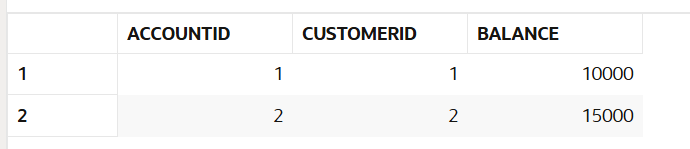 ACCOUNTID CUSTOMERID BALANCE
1 1 1 10000
2 2 2 15000